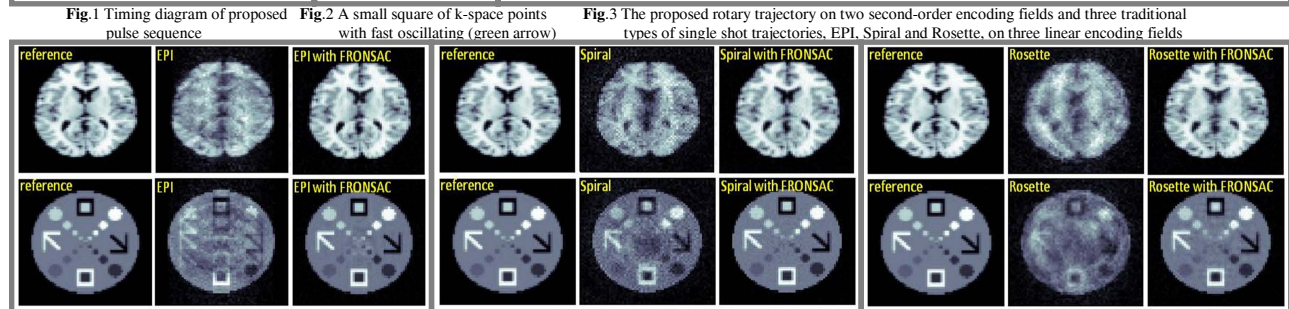 Fig.1 Timing diagram of proposed pulse sequence
Fig.2 A small square of k-space points with fast oscillating (green arrow)
Fig.3 The proposed rotary trajectory on two second-order encoding fields and three traditional types of single shot trajectories, EPI, Spiral and Rosette, on three linear encoding fields
reference EPI EPI with FRONSAC reference Spiral Spiral with FRONSAC reference Rosette Rosette with FRONSAC
reference EPI EPI with FRONSAC reference Spiral Spiral with FRONSAC reference Rosette Rosette with FRONSAC